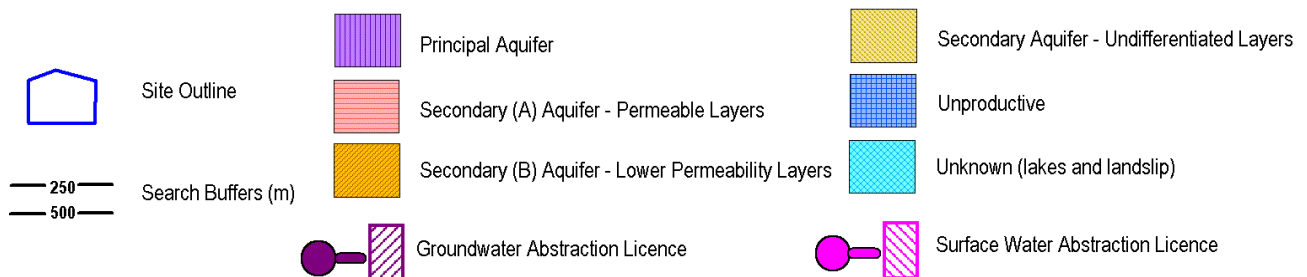 Site Outline
250
500
Search Buffers (m)
Principal Aquifer
Secondary (A) Aquifer - Permeable Layers
Secondary (B) Aquifer - Lower Permeability Layers
Groundwater Abstraction Licence
Secondary Aquifer - Undifferentiated Layers
Unproductive
Unknown (lakes and landslip)
Surface Water Abstraction Licence